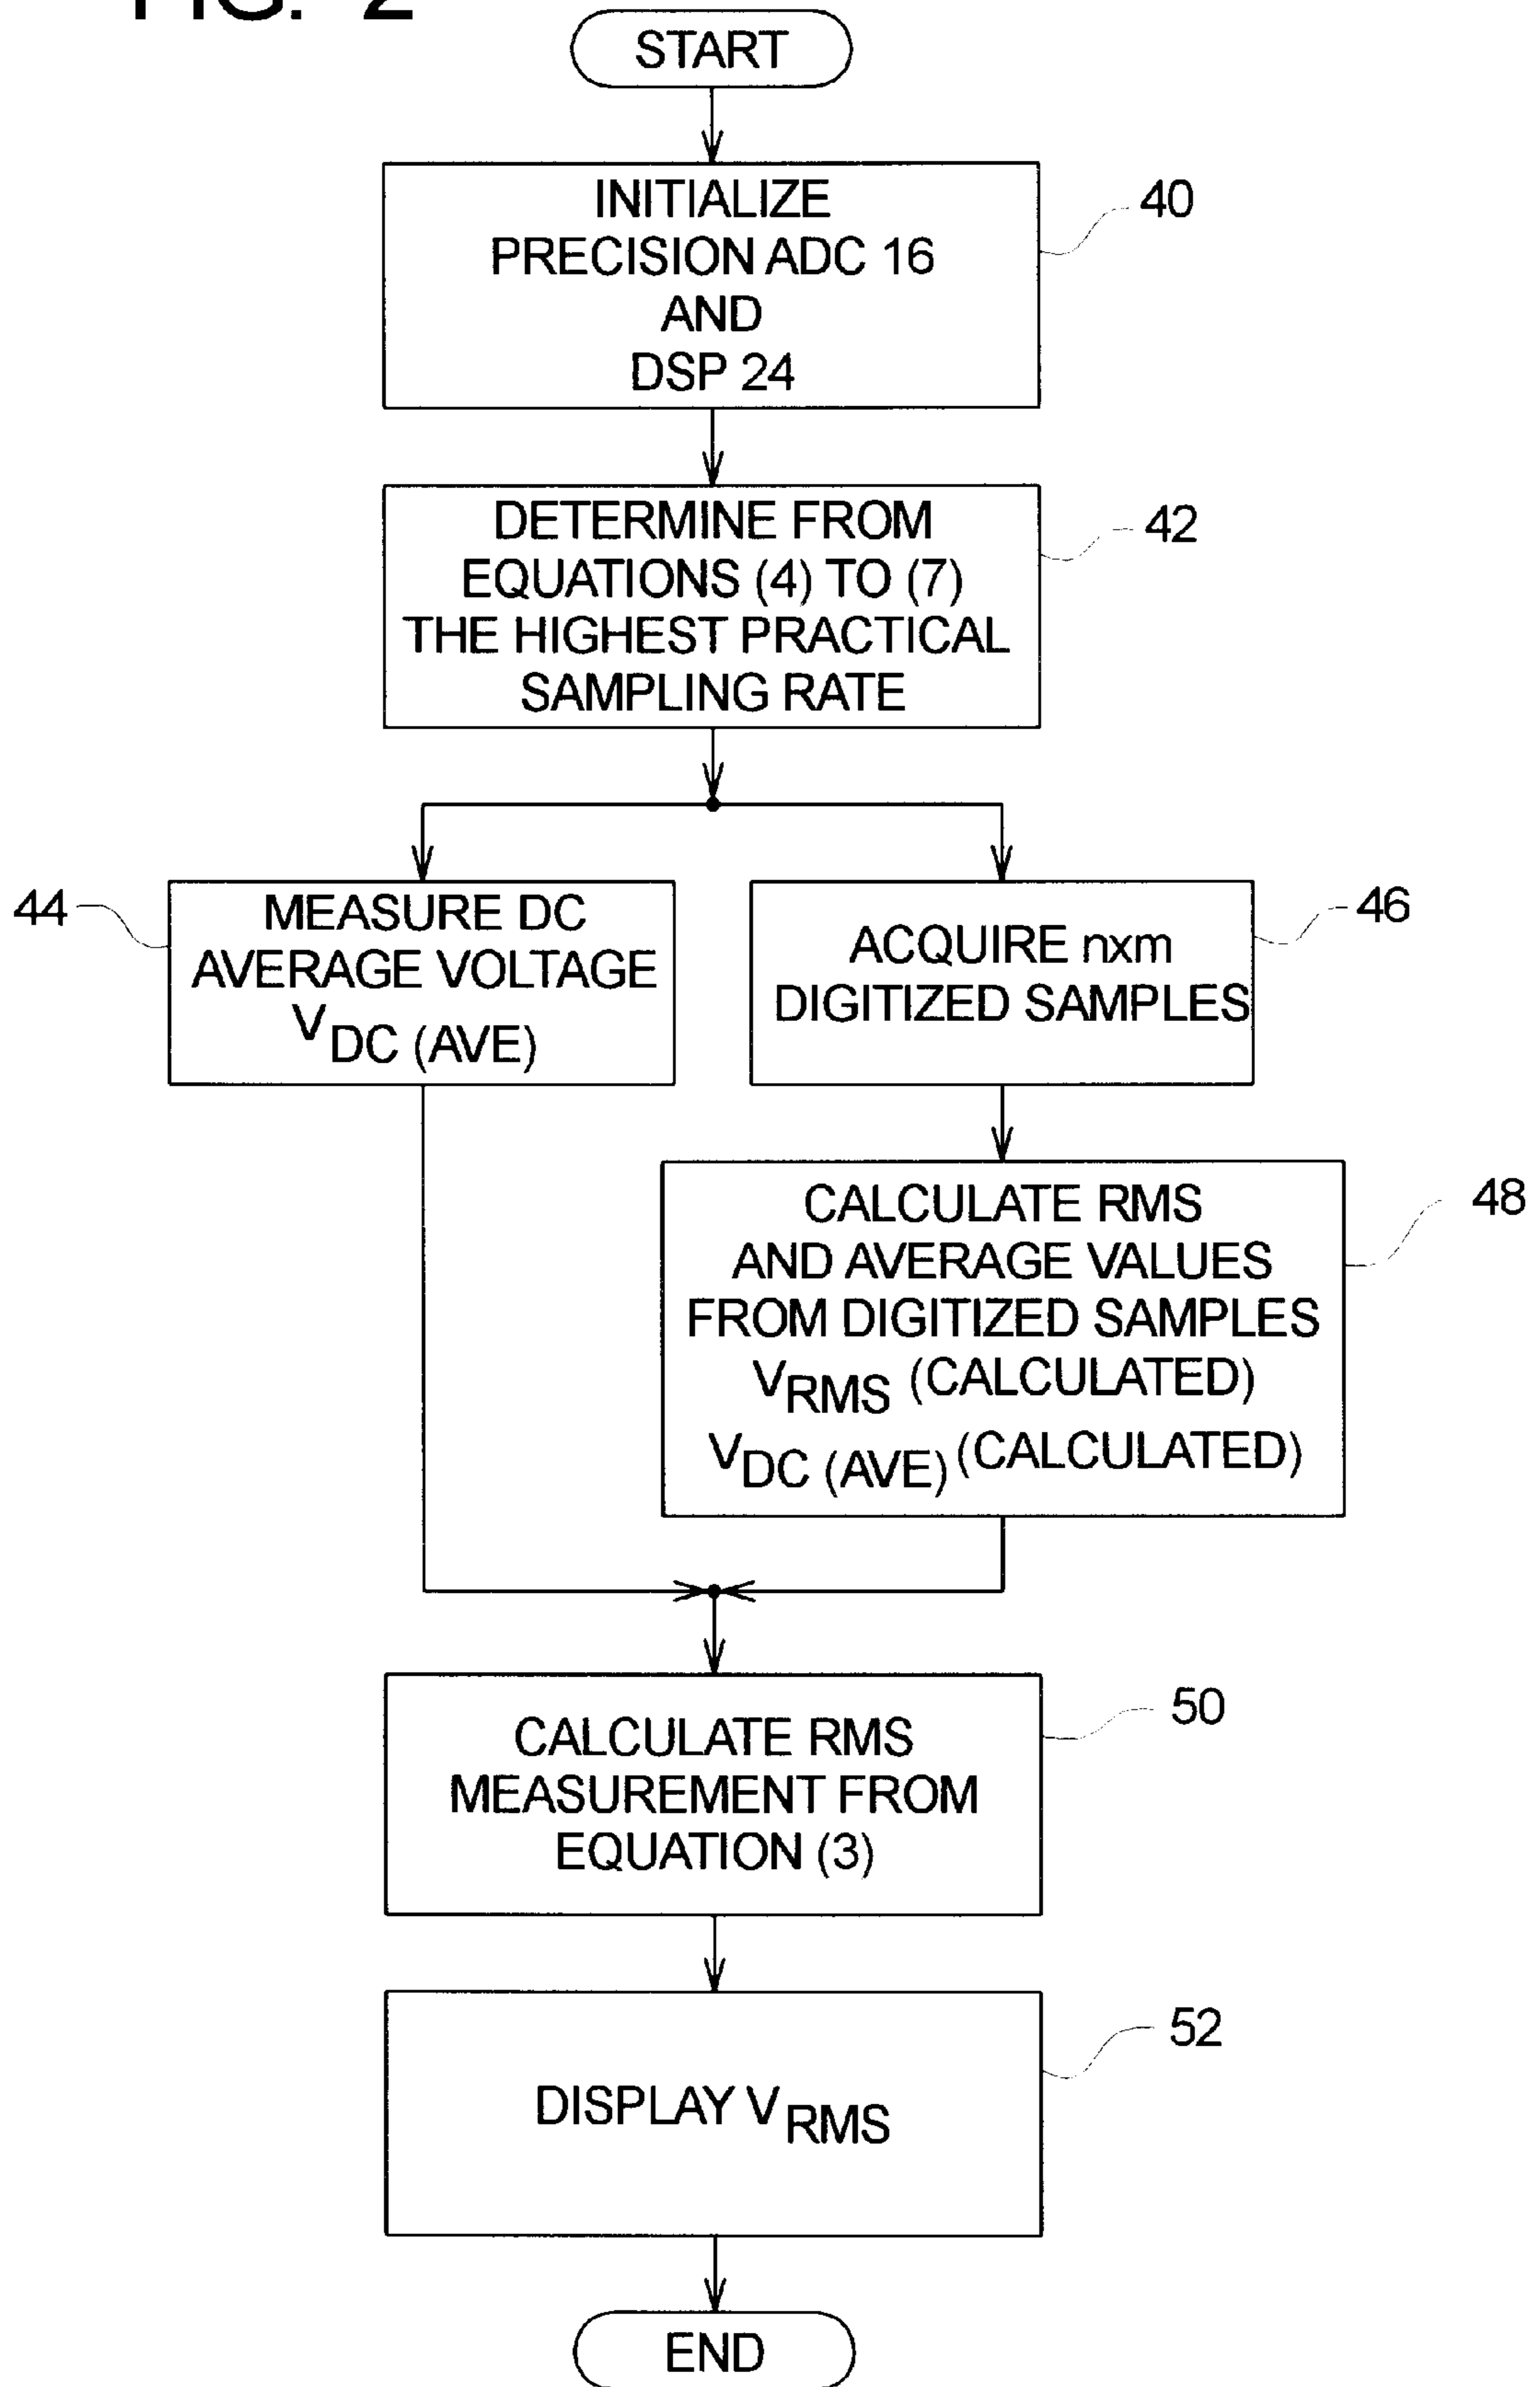 FIG. 2
START
INITIALIZE
PRECISION ADC 16
AND
DSP 24
40
DETERMINE FROM
EQUATIONS (4) TO (7)
THE HIGHEST PRACTICAL
SAMPLING RATE
42
44
MEASURE DC
AVERAGE VOLTAGE
VDC (AVE)
ACQUIRE nxm
DIGITIZED SAMPLES
46
CALCULATE RMS
AND AVERAGE VALUES
FROM DIGITIZED SAMPLES
VRMS (CALCULATED)
VDC (AVE) (CALCULATED)
48
CALCULATE RMS
MEASUREMENT FROM
EQUATION (3)
50
DISPLAY VRMS
52
END